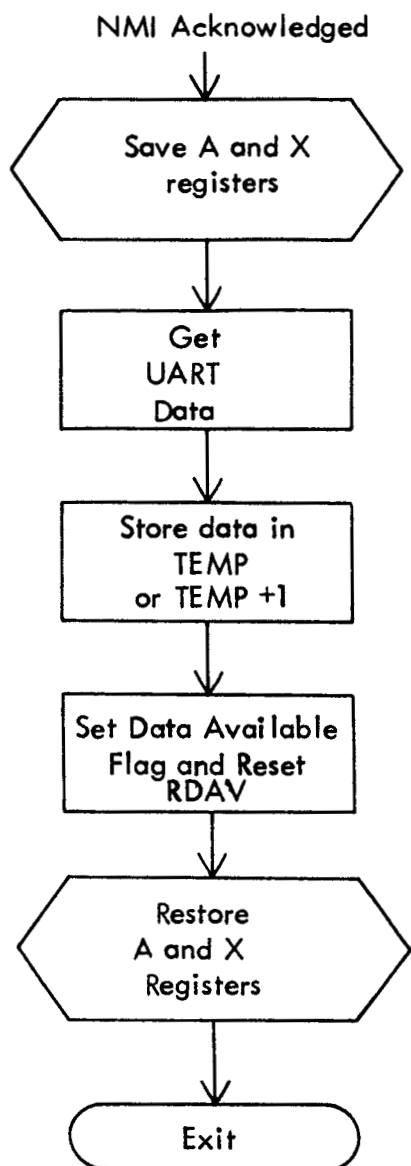 NMI Acknowledged
Save A and X
registers
Get
UART
Data
Store data in
TEMP
or TEMP +1
Set Data Available
Flag and Reset
RDAV
Restore
A and X
Registers
Exit